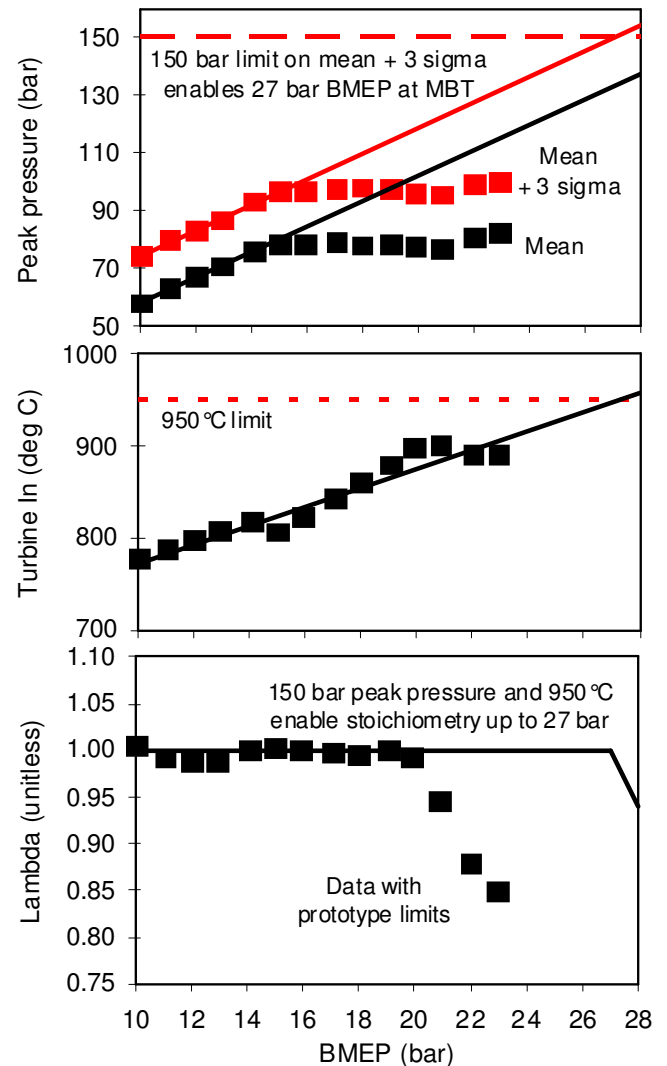 150
130
110
90
70
50
Peak pressure (bar)
150 bar limit on mean + 3 sigma
enables 27 bar BMEP at MBT
Mean
+ 3 sigma
Mean
1000
900
800
700
Turbine In (deg C)
950°C limit
1.10
1.05
1.00
0.95
0.90
0.85
0.80
0.75
Lambda (unitless)
150 bar peak pressure and 950°C
enable stoichiometry up to 27 bar
Data with
prototype limits
10 12 14 16 18 20 22 24 26 28
BMEP (bar)